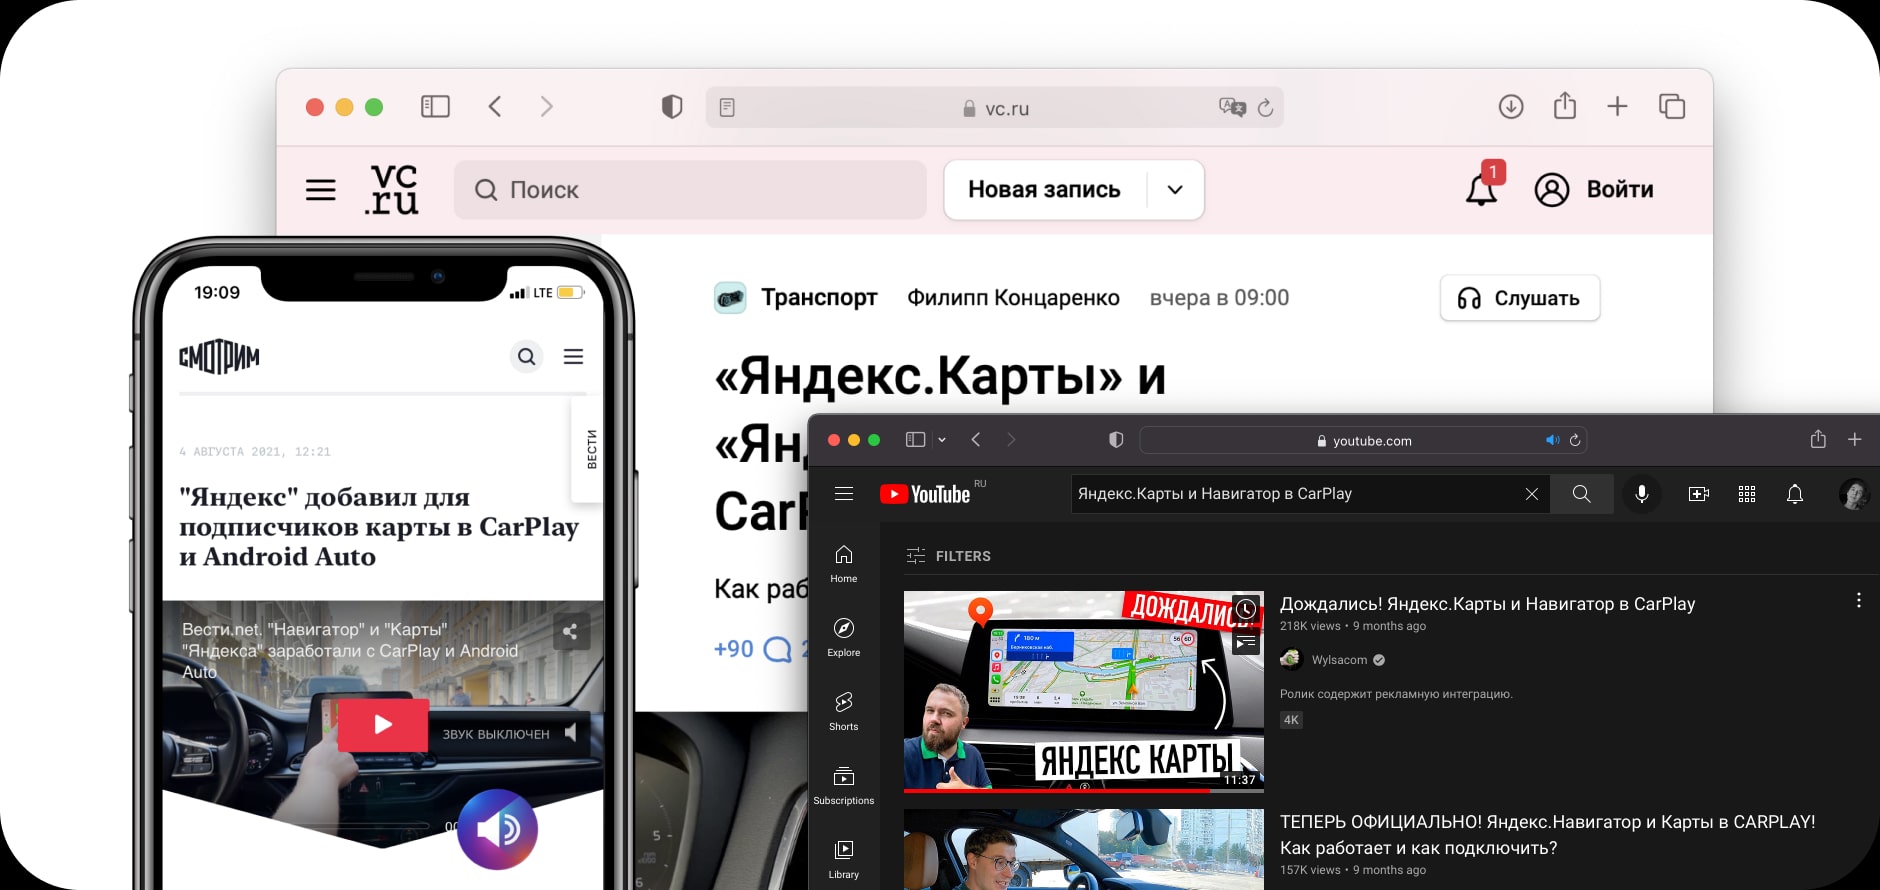 vc.ru
vc
.ru
Поиск
Новая запись
1
Войти
Транспорт
Филипп Концаренко
вчера в 09:00
Слушать
«Яндекс.Карты» и
«Ян
CarP
Как раб
+90
19:09
LTE
СМОТРИМ
ВЕСТИ
4 АВГУСТА 2021, 12:21
"Яндекс" добавил для
подписчиков карты в CarPlay
и Android Auto
Вести.net. "Навигатор" и "Карты"
"Яндекса" заработали с CarPlay и Android
Auto
ЗВУК ВЫКЛЮЧЕН
youtube.com
YouTube
RU
Яндекс.Карты и Навигатор в CarPlay
Home
Explore
Shorts
Subscriptions
Library
FILTERS
ДОЖДАЛИСЬ!
180 м
56
60
ЯНДЕКС КАРТЫ
11:37
Дождались! Яндекс.Карты и Навигатор в CarPlay
218K views • 9 months ago
Wylsacom
Ролик содержит рекламную интеграцию.
4K
ТЕПЕРЬ ОФИЦИАЛЬНО! Яндекс.Навигатор и Карты в CARPLAY!
Как работает и как подключить?
157K views • 9 months ago